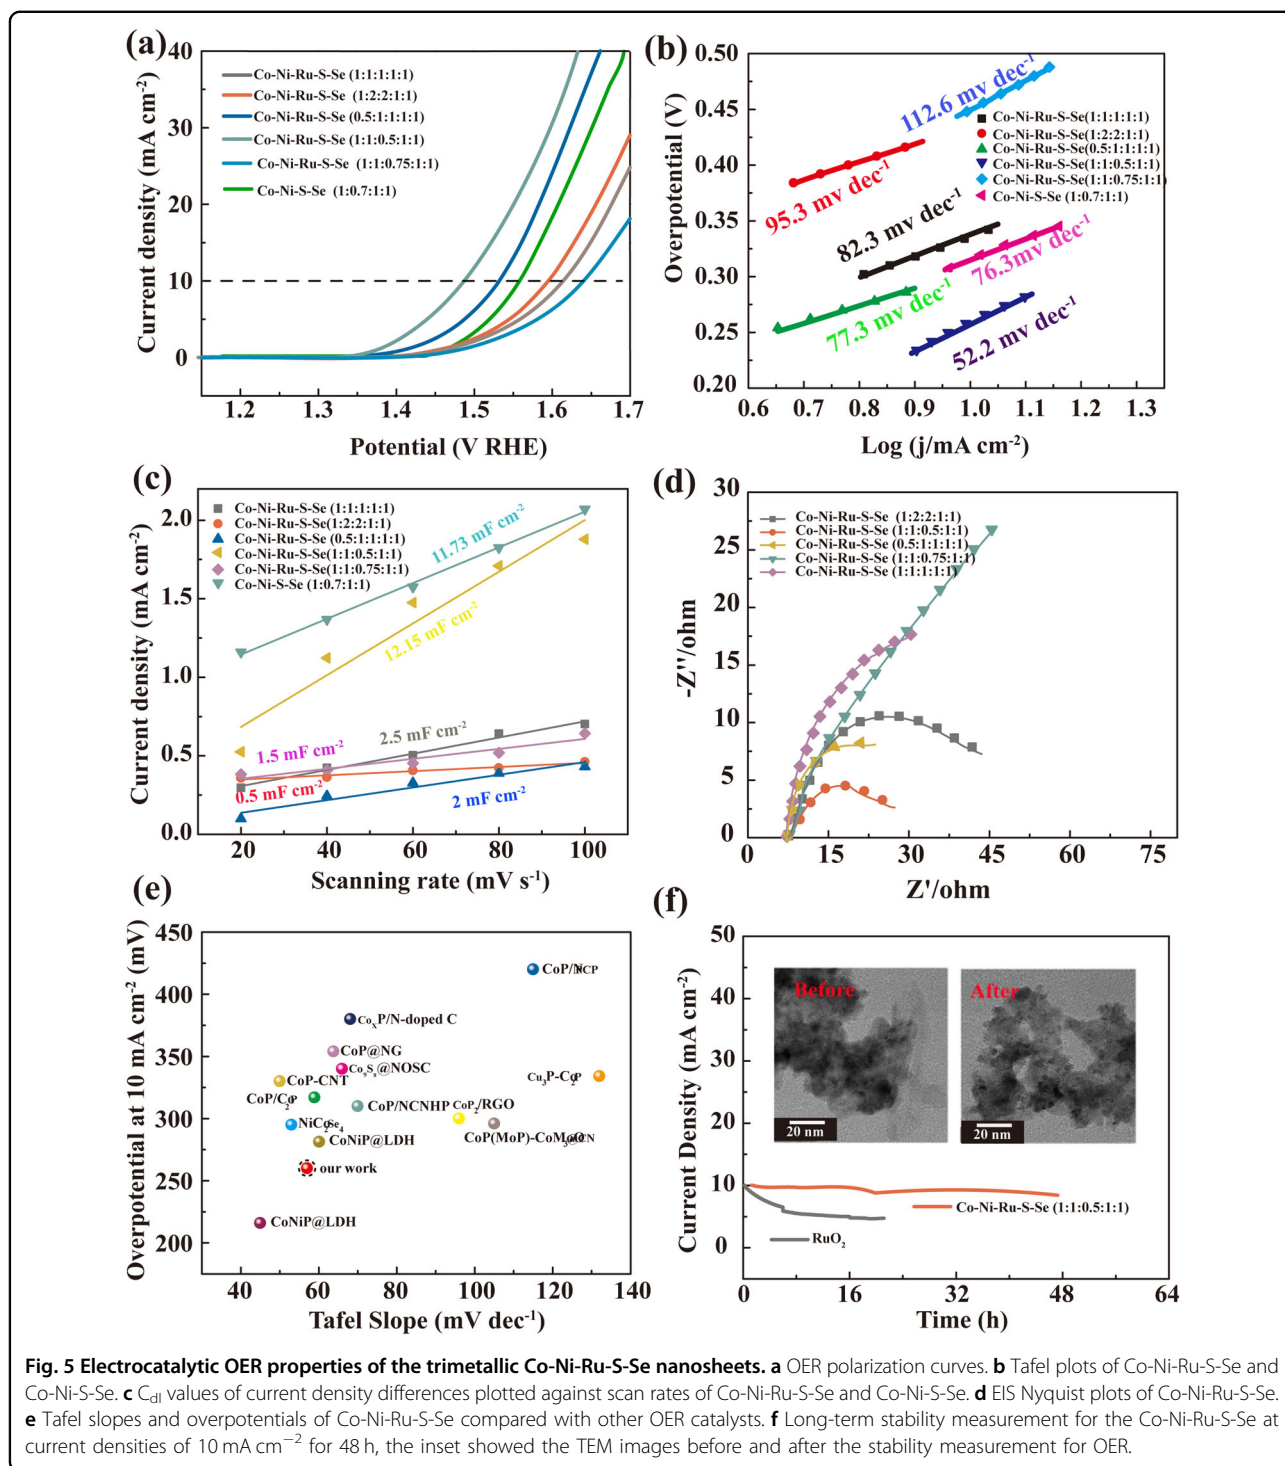 (a)
40
30
20
10
0
1.2 1.3 1.4 1.5 1.6 1.7
Current density (mA cm⁻²)
Potential (V RHE)
Co-Ni-Ru-S-Se (1:1:1:1:1)
Co-Ni-Ru-S-Se (1:2:2:1:1)
Co-Ni-Ru-S-Se (0.5:1:1:1:1)
Co-Ni-Ru-S-Se (1:1:0.5:1:1)
Co-Ni-Ru-S-Se (1:1:0.75:1:1)
Co-Ni-S-Se (1:0.7:1:1)
(b)
0.50
0.45
0.40
0.35
0.30
0.25
0.20
0.6 0.8 0.9 1.0 1.1 1.3
Overpotential (V)
Log (j/mA cm⁻²)
112.6 mv dec⁻¹
95.3 mv dec⁻¹
82.3 mv dec⁻¹
76.3mv dec⁻¹
77.3 mv dec⁻¹
52.2 mv dec⁻¹
Co-Ni-Ru-S-Se(1:1:1:1:1)
Co-Ni-Ru-S-Se(1:2:2:1:1)
Co-Ni-Ru-S-Se(0.5:1:1:1:1)
Co-Ni-Ru-S-Se(1:1:0.5:1:1)
Co-Ni-Ru-S-Se(1:1:0.75:1:1)
Co-Ni-S-Se (1:0.7:1:1)
(c)
2.0
1.5
1.0
0.5
0.0
20 40 60 80 100
Current density (mA cm⁻²)
Scanning rate (mV s⁻¹)
Co-Ni-Ru-S-Se (1:1:1:1:1)
Co-Ni-Ru-S-Se(1:2:2:1:1)
Co-Ni-Ru-S-Se (0.5:1:1:1:1)
Co-Ni-Ru-S-Se(1:1:0.5:1:1)
Co-Ni-Ru-S-Se(1:1:0.75:1:1)
Co-Ni-S-Se (1:0.7:1:1)
11.73 mF cm⁻²
12.15 mF cm⁻²
1.5 mF cm⁻²
2.5 mF cm⁻²
0.5 mF cm⁻²
2 mF cm⁻²
(d)
30
25
20
15
10
5
0
0 15 30 45 60 75
-Z''/ohm
Z'/ohm
Co-Ni-Ru-S-Se (1:2:2:1:1)
Co-Ni-Ru-S-Se (1:1:0.5:1:1)
Co-Ni-Ru-S-Se (0.5:1:1:1:1)
Co-Ni-Ru-S-Se (1:1:0.75:1:1)
Co-Ni-Ru-S-Se (1:1:1:1:1)
(e)
450
400
350
300
250
200
40 60 80 100 120 140
Overpotential at 10 mA cm⁻² (mV)
Tafel Slope (mV dec⁻¹)
CoP/NPCP
CoₓP/N-doped C
CoP@NG
Co₉S₈@NOSC
CoP-CNT
Cu₃P-Co₂P
CoP/Co₂P
CoP/NCNHP
CoP₂/RGO
NiCo₂Se₄
CoNiP@LDH
CoP(MoP)-CoMoO₃@CN
our work
CoNiP@LDH
(f)
50
40
30
20
10
0
0 16 32 48 64
Current Density (mA cm⁻²)
Time (h)
Before
20 nm
After
20 nm
Co-Ni-Ru-S-Se (1:1:0.5:1:1)
RuO₂
Fig. 5 Electrocatalytic OER properties of the trimetallic Co-Ni-Ru-S-Se nanosheets. a OER polarization curves. b Tafel plots of Co-Ni-Ru-S-Se and
Co-Ni-S-Se. c C_dl values of current density differences plotted against scan rates of Co-Ni-Ru-S-Se and Co-Ni-S-Se. d EIS Nyquist plots of Co-Ni-Ru-S-Se.
e Tafel slopes and overpotentials of Co-Ni-Ru-S-Se compared with other OER catalysts. f Long-term stability measurement for the Co-Ni-Ru-S-Se at
current densities of 10 mA cm⁻² for 48 h, the inset showed the TEM images before and after the stability measurement for OER.